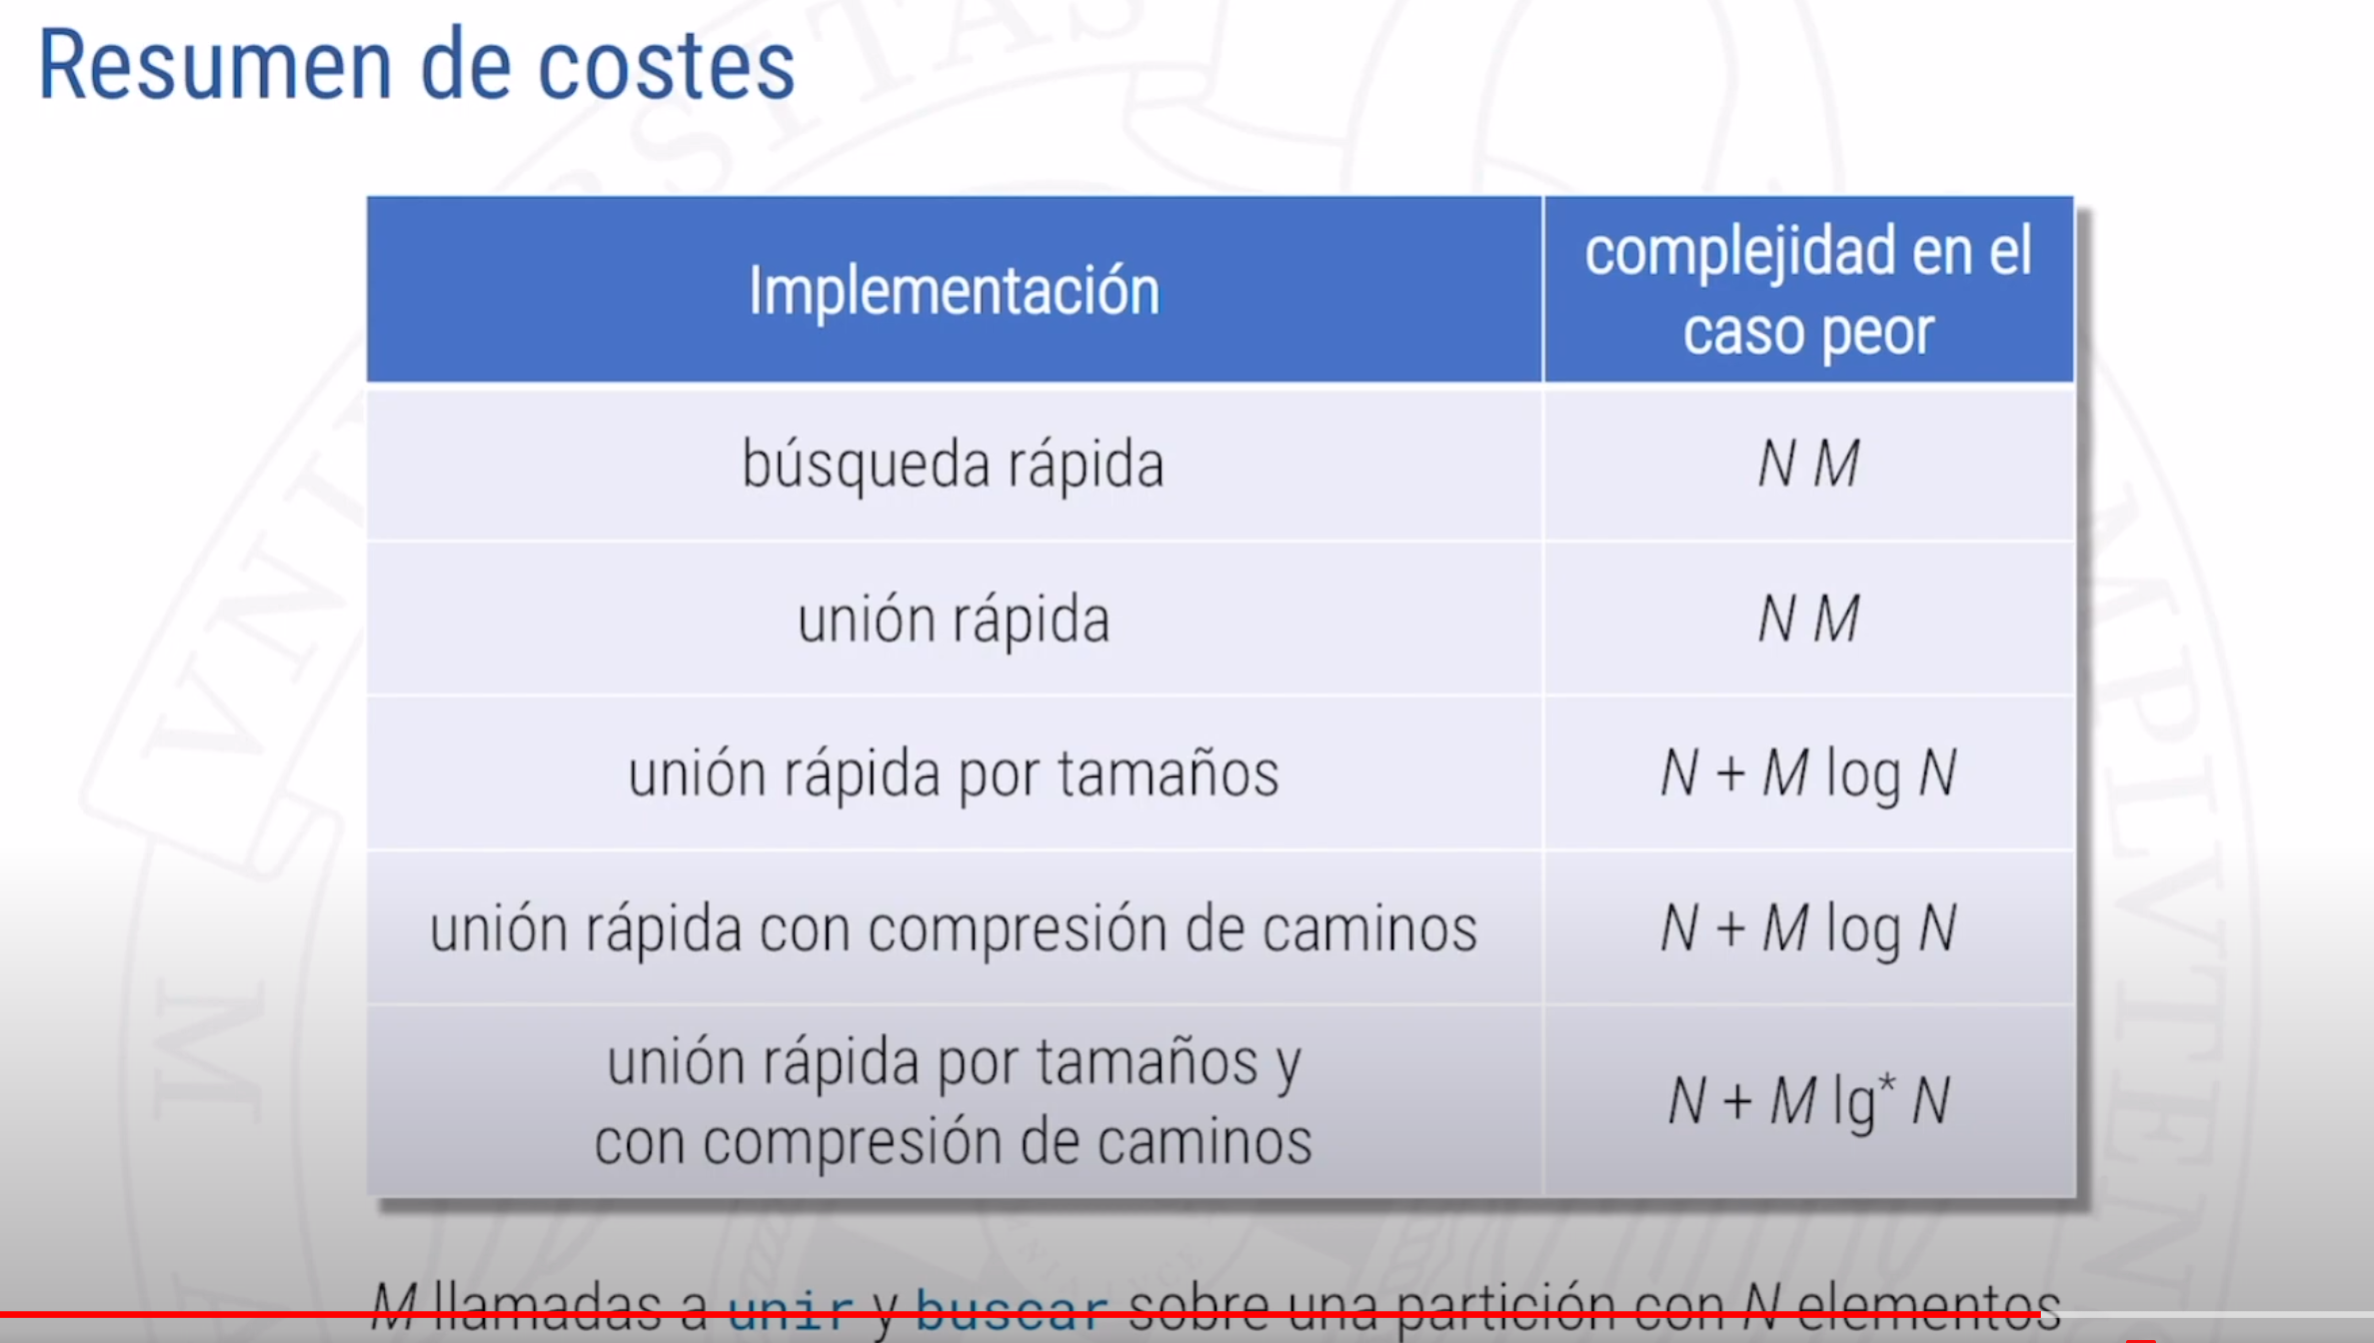 Resumen de costes
Implementación
complejidad en el
caso peor
búsqueda rápida
N M
unión rápida
N M
unión rápida por tamaños
N + M log N
unión rápida con compresión de caminos
N + M log N
unión rápida por tamaños y
con compresión de caminos
N + M lg* N
M llamadas a unir y buscar sobre una partición con N elementos